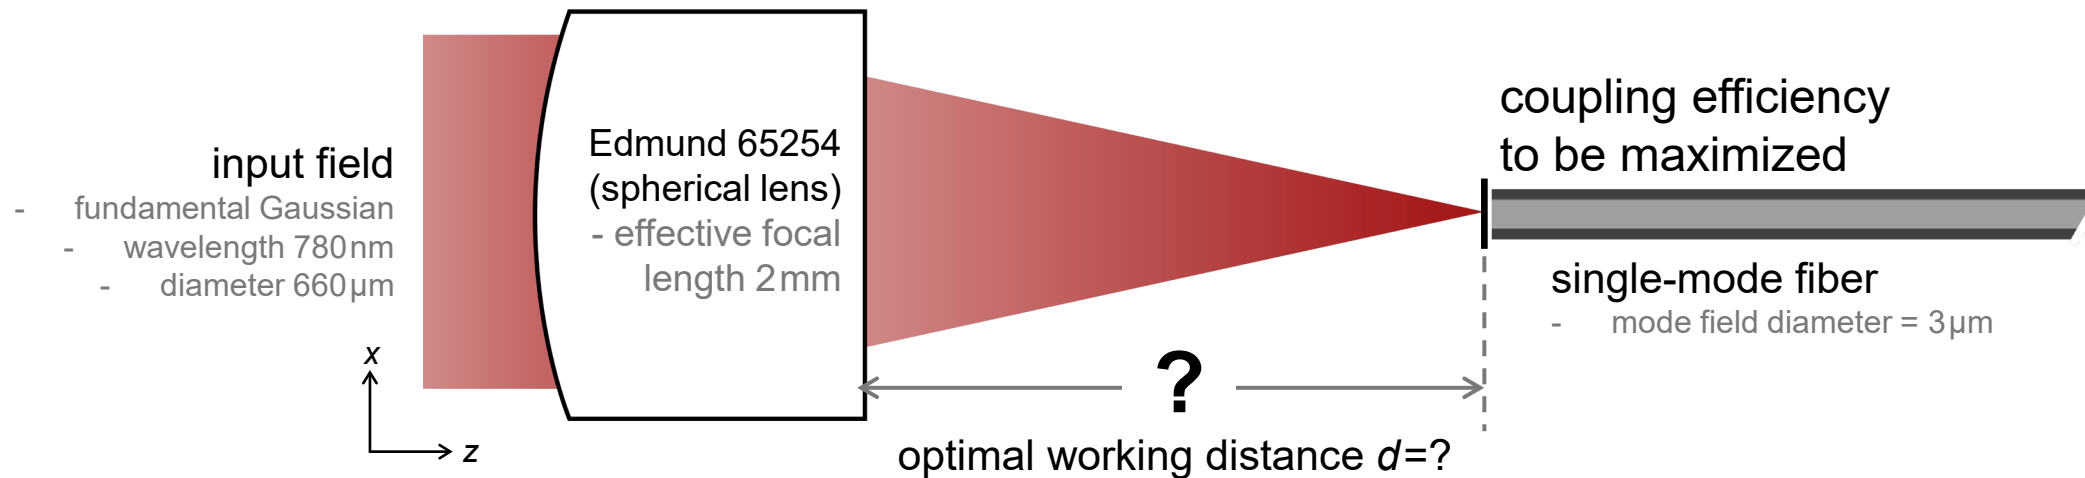 input field
- fundamental Gaussian
- wavelength 780 nm
- diameter 660 µm
x
z
Edmund 65254
(spherical lens)
- effective focal
length 2 mm
?
optimal working distance d=?
coupling efficiency
to be maximized
single-mode fiber
- mode field diameter = 3 µm